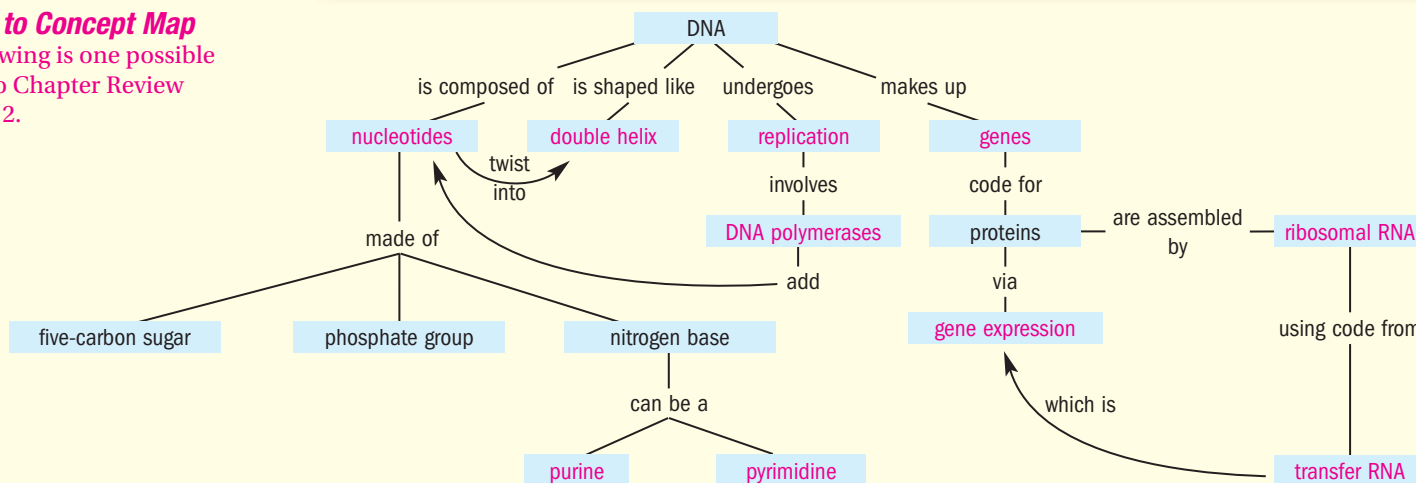 to Concept Map
wing is one possible
o Chapter Review
2.
DNA
is composed of
is shaped like
undergoes
makes up
nucleotides
double helix
replication
genes
twist
into
involves
code for
made of
DNA polymerases
proteins
are assembled
by
ribosomal RNA
add
via
five-carbon sugar
phosphate group
nitrogen base
gene expression
using code from
can be a
which is
purine
pyrimidine
transfer RNA